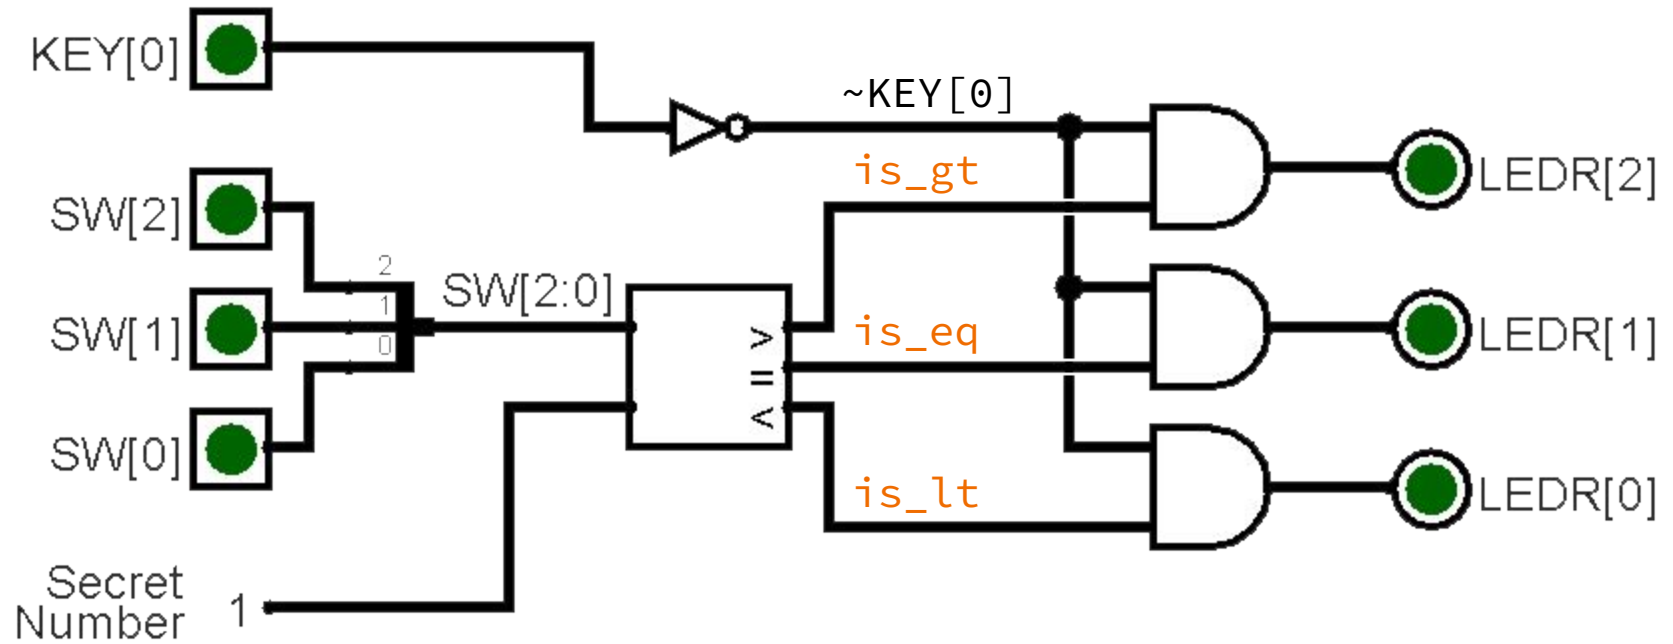 KEY[0]
~KEY[0]
is_gt
LEDR[2]
SW[2]
2
SW[2:0]
1
SW[1]
0
>
is_eq
LEDR[1]
=
<
SW[0]
is_lt
LEDR[0]
Secret
Number 1